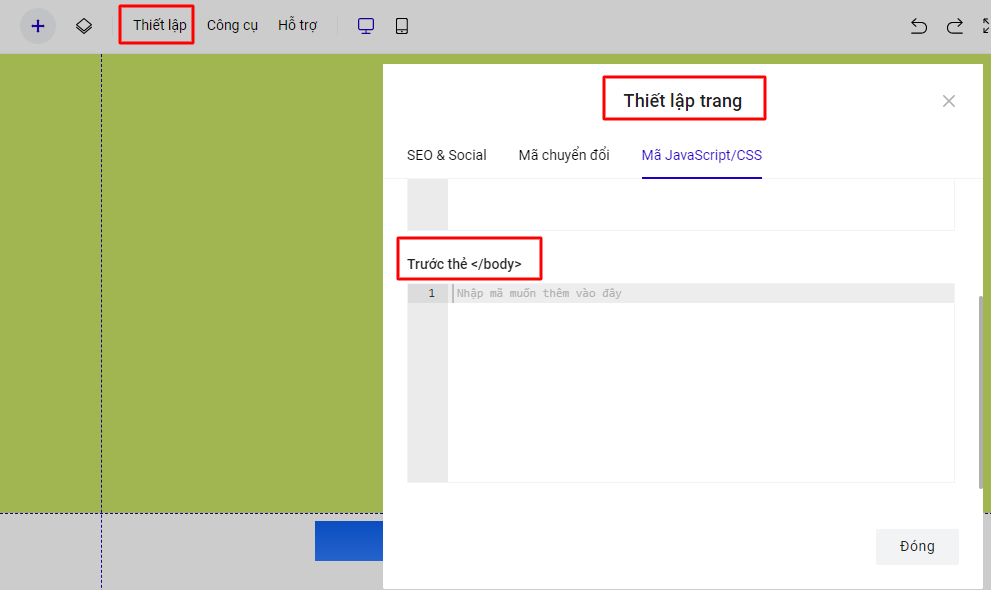 Thiết lập Công cụ Hỗ trợ
Thiết lập trang
SEO & Social Mã chuyển đổi Mã JavaScript/CSS
Trước thẻ </body>
1 Nhập mã muốn thêm vào đây
Đóng